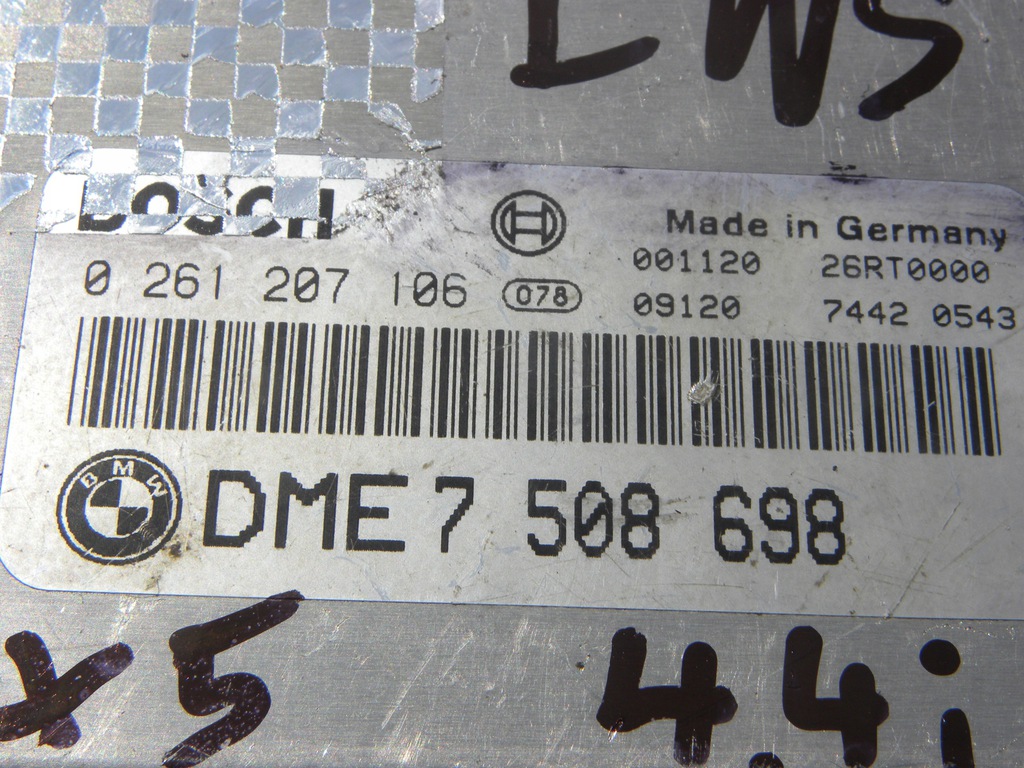 EWS
BOSCH
Made in Germany
0 261 207 106 078 001120 26RT0000
09120 7442 0543
BMW
DME 7 508 698
X5 4.4i